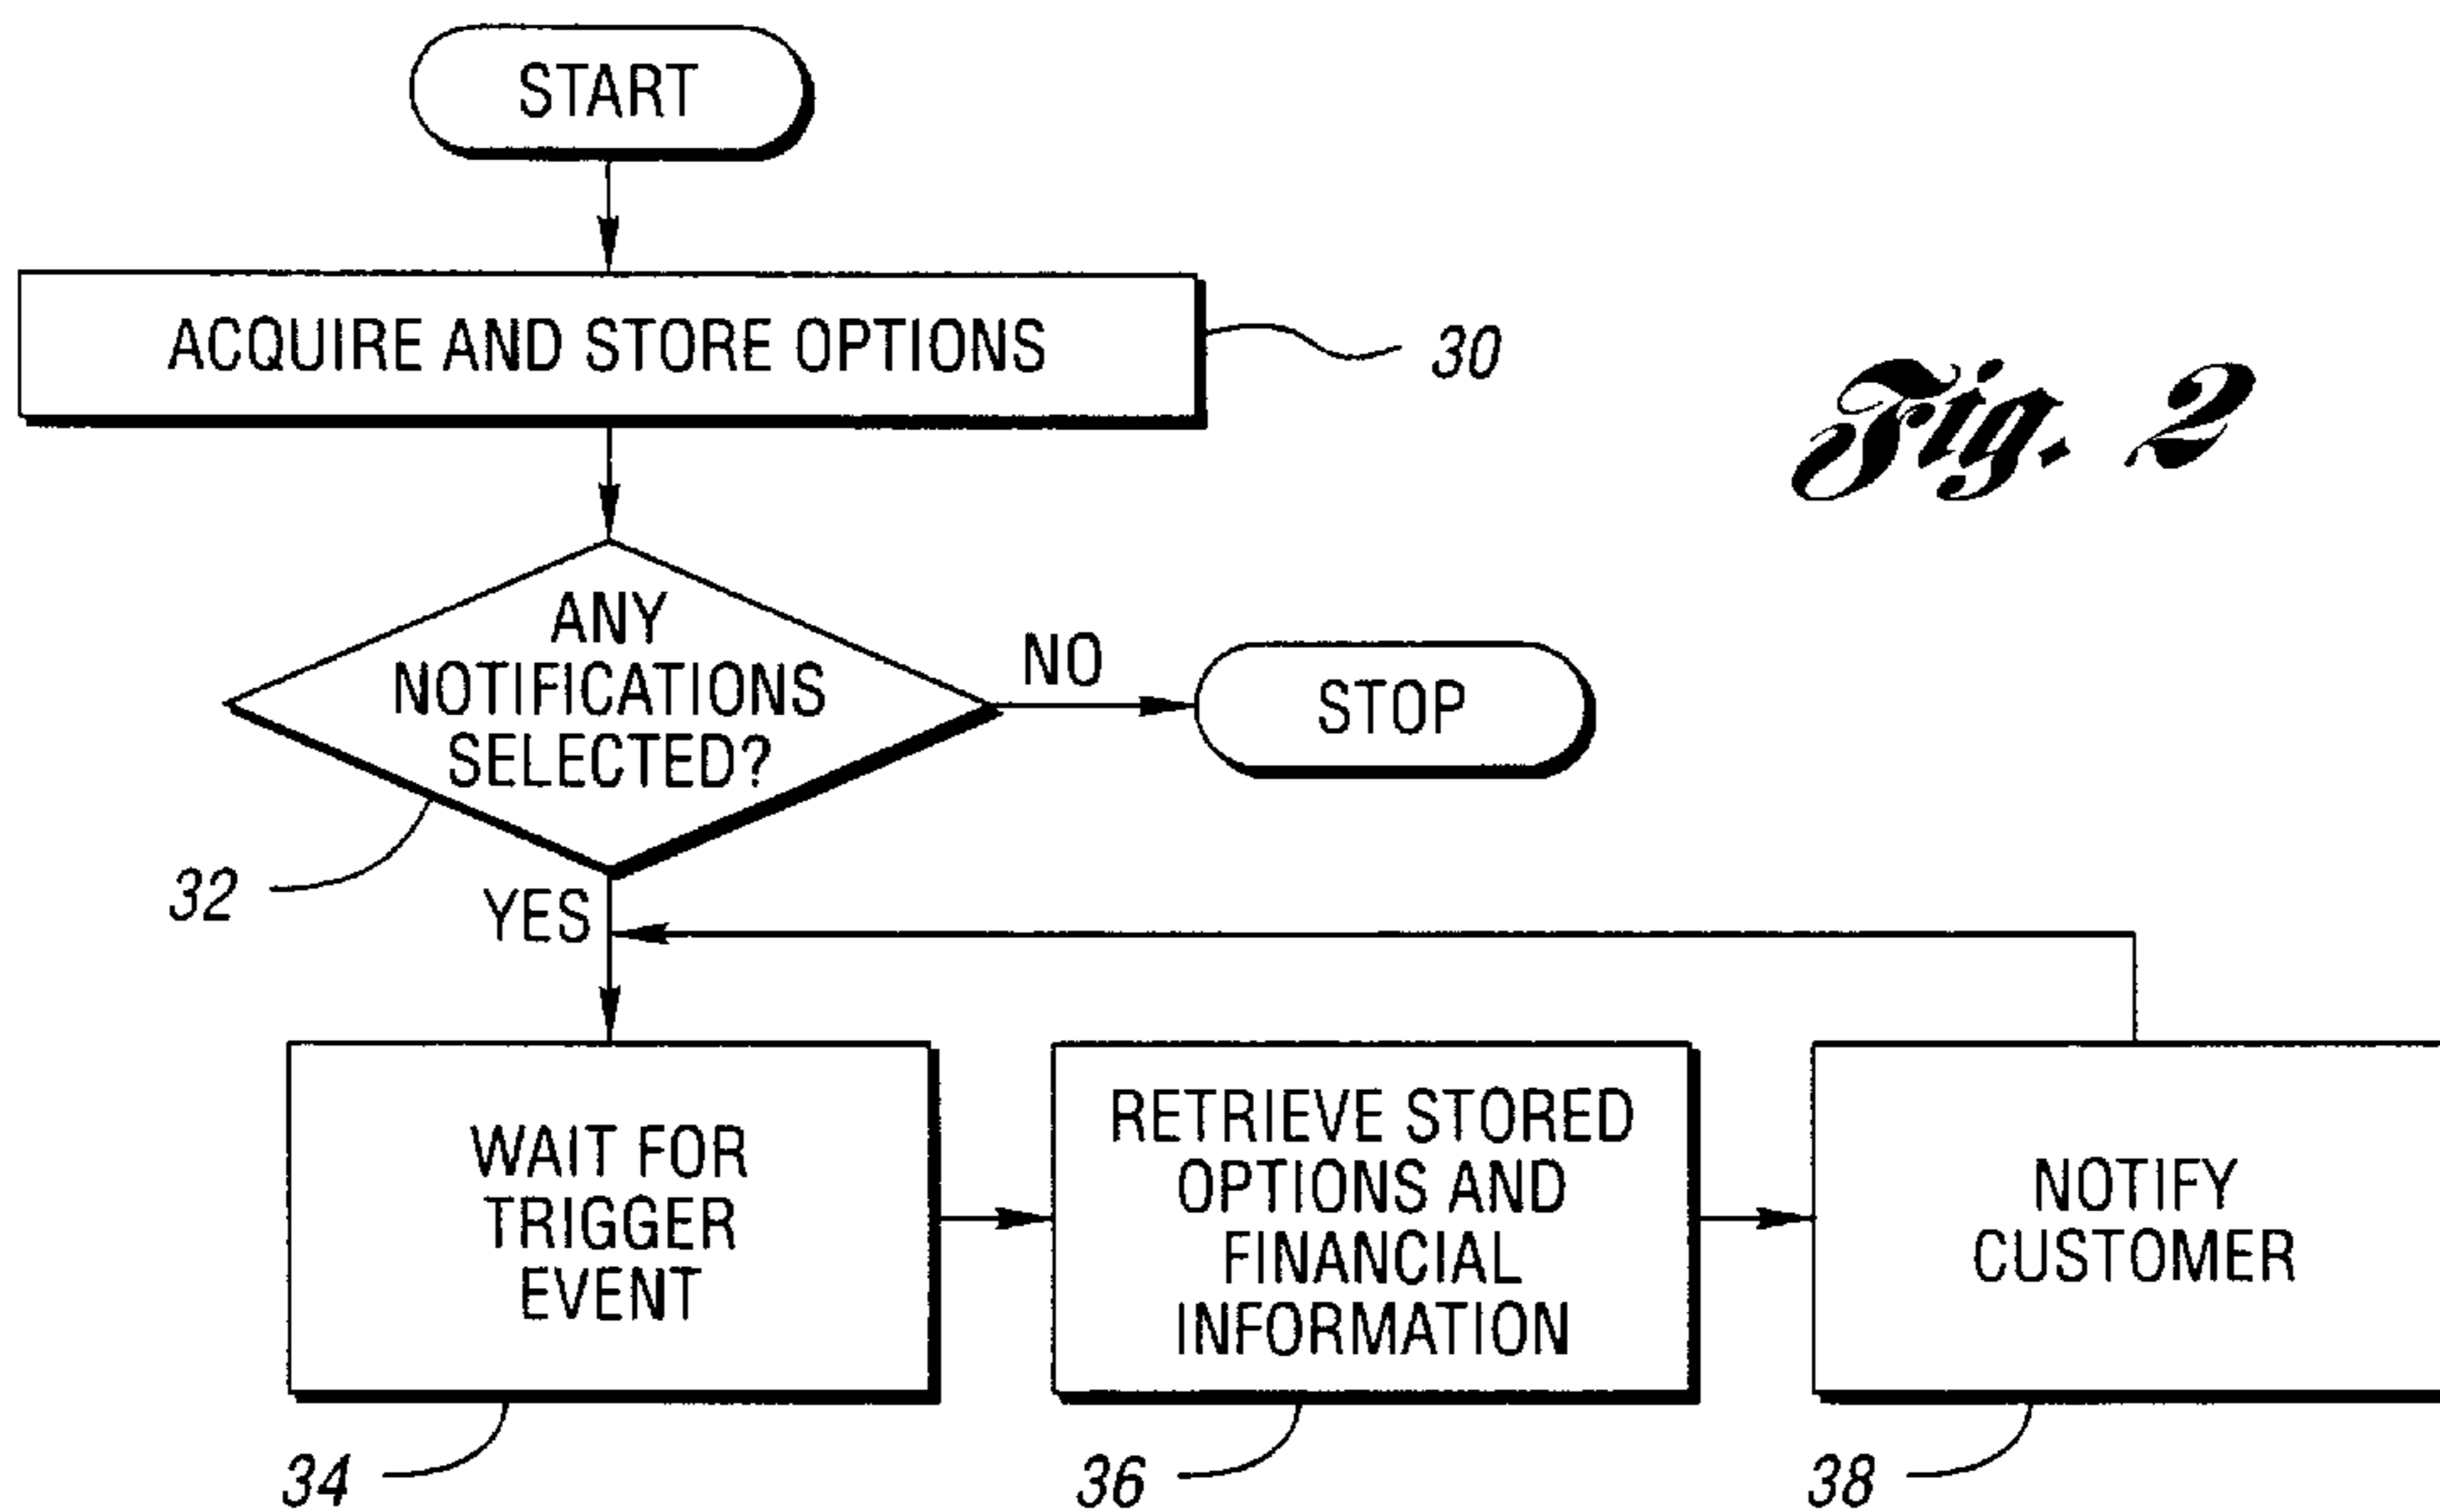 START
ACQUIRE AND STORE OPTIONS
30
Fig. 2
ANY
NOTIFICATIONS
SELECTED?
NO
STOP
32
YES
WAIT FOR
TRIGGER
EVENT
RETRIEVE STORED
OPTIONS AND
FINANCIAL
INFORMATION
NOTIFY
CUSTOMER
34
36
38